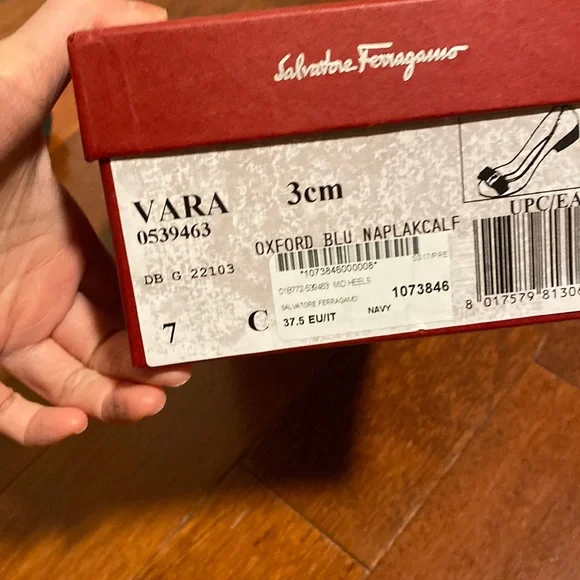 Salvatore Ferragamo
VARA 3cm
0539463
UPC/EA
OXFORD BLU NAPLAKCALF
DB G 22103
*1073846000008*
MID HEELS
SALVATORE FERRAGAMO
NAVY 1073846
37.5 EU/IT
7 C
8 017579 81306